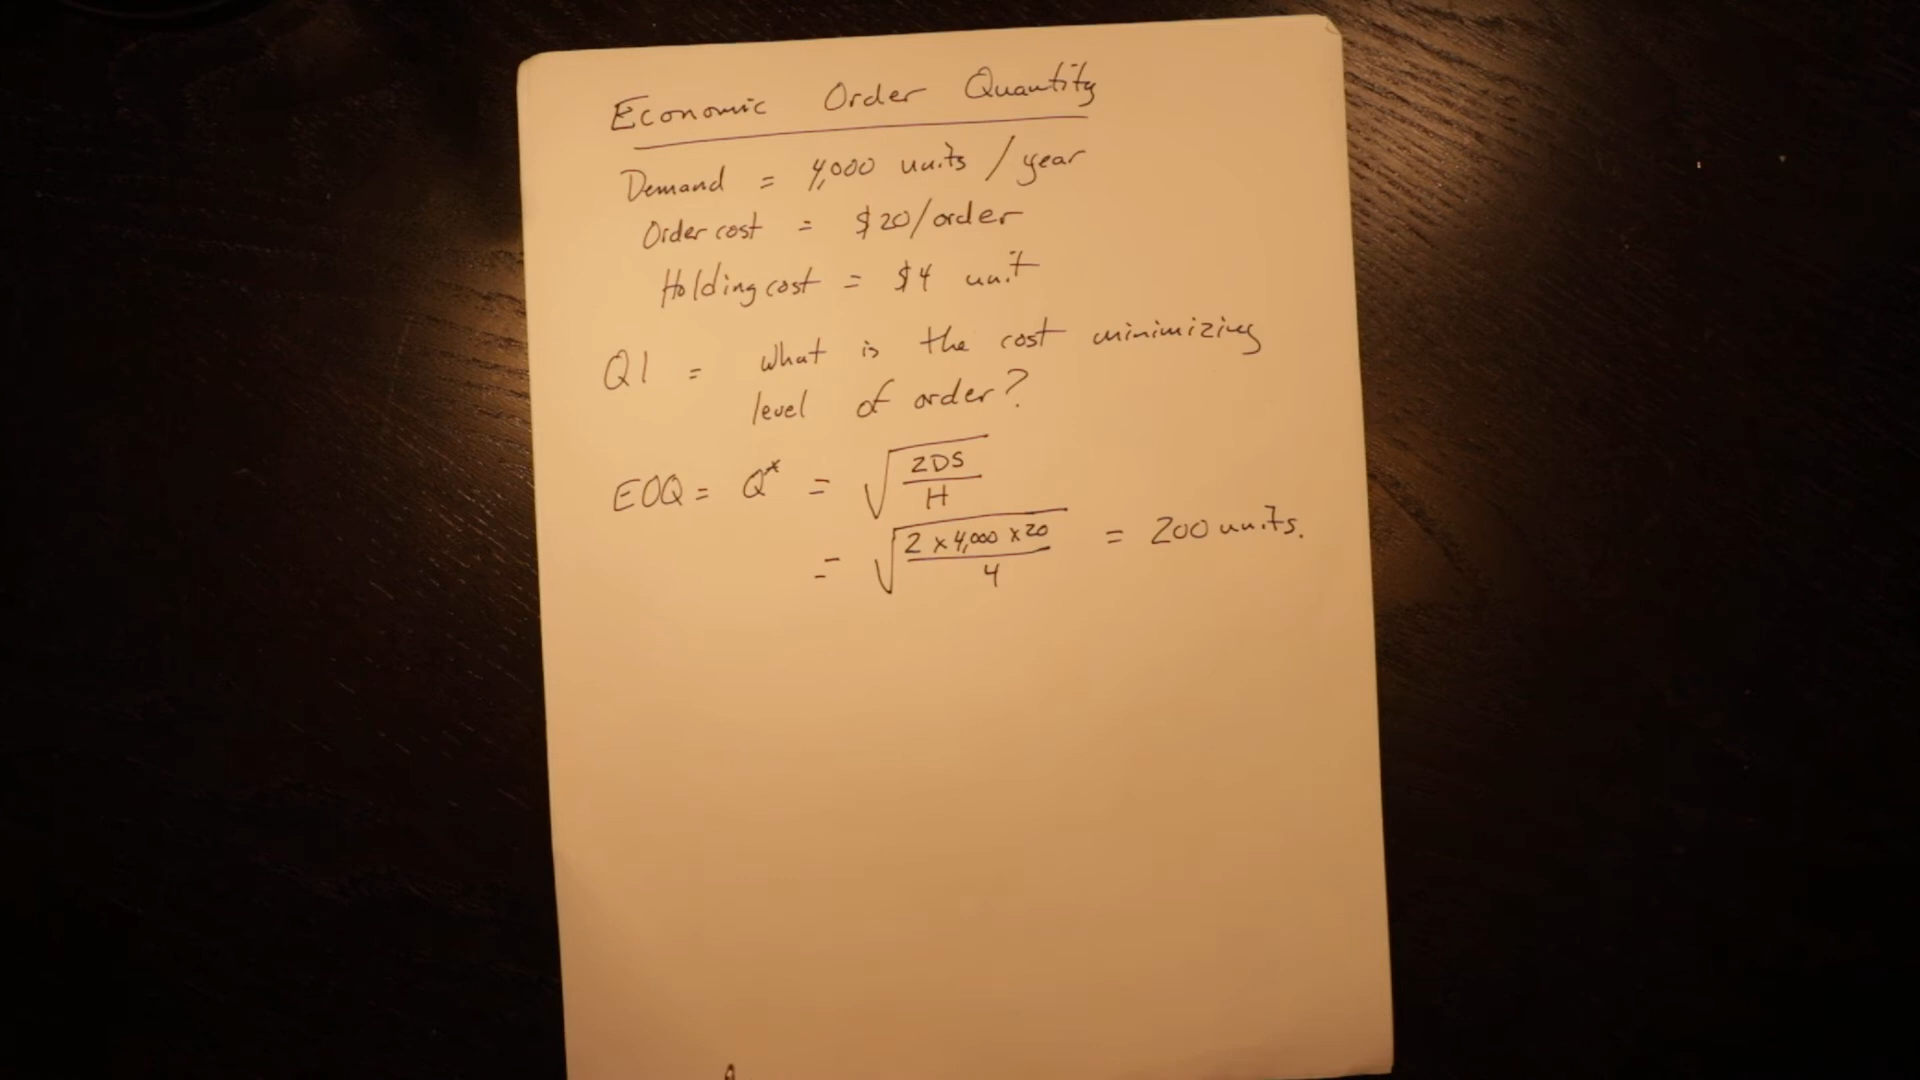 Economic Order Quantity
Demand = 4,000 units / year
Order cost = $20/order
Holding cost = $4 unit
Q1 = What is the cost minimizing
level of order?
EOQ = Q* = √(2DS/H)
= √(2 x 4,000 x 20/4) = 200 units.